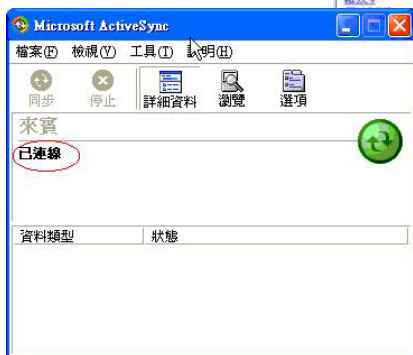 Microsoft ActiveSync
檔案(F) 檢視(V) 工具(T) 說明(H)
同步 停止 詳細資料 瀏覽 選項
來賓
已連線
資料類型 狀態